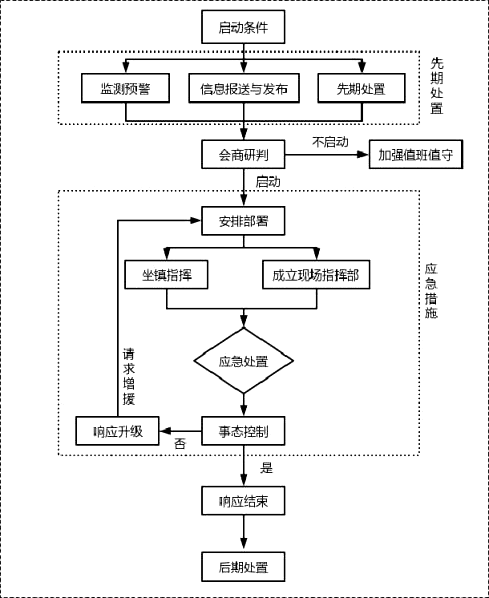 启动条件
先期处置
监测预警
信息报送与发布
先期处置
会商研判
不启动
加强值班值守
启动
安排部署
坐镇指挥
成立现场指挥部
应急措施
应急处置
请求增援
响应升级
否
事态控制
是
响应结束
后期处置